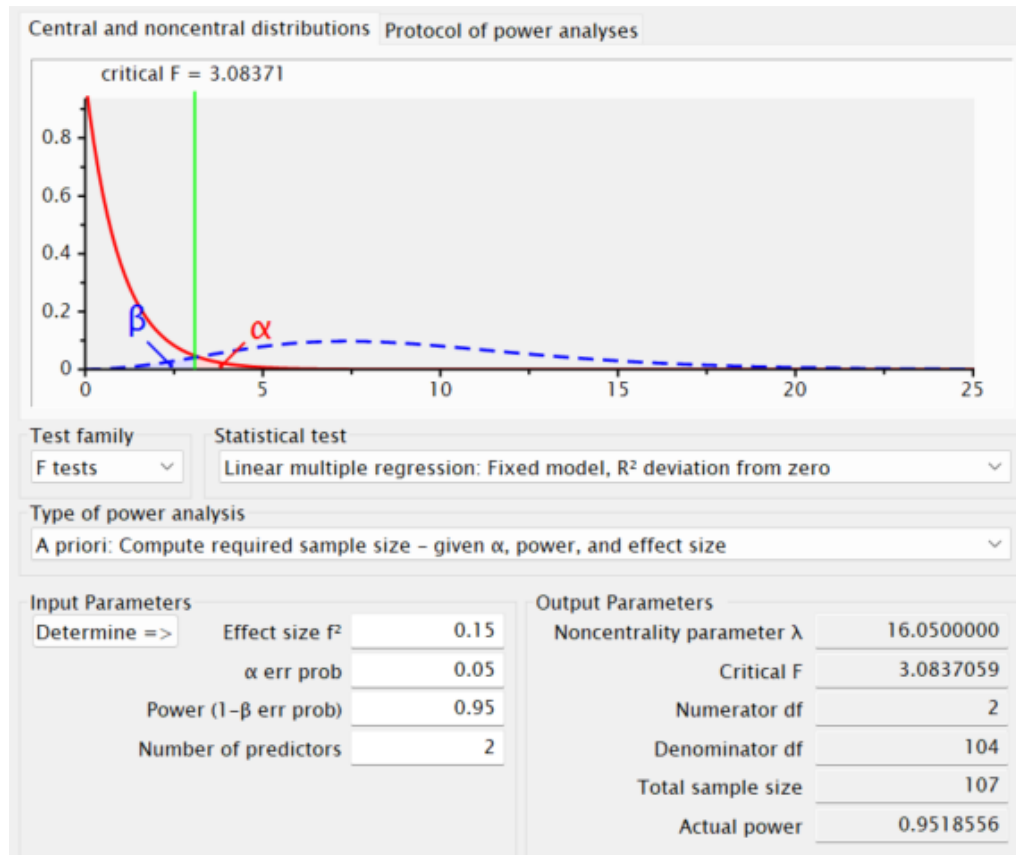 Central and noncentral distributions Protocol of power analyses
critical F = 3.08371
0.8
0.6
0.4
0.2
0
β
α
0 5 10 15 20 25
Test family Statistical test
F tests Linear multiple regression: Fixed model, R² deviation from zero
Type of power analysis
A priori: Compute required sample size – given α, power, and effect size
Input Parameters
Determine =>
Effect size f² 0.15
α err prob 0.05
Power (1–β err prob) 0.95
Number of predictors 2
Output Parameters
Noncentrality parameter λ 16.0500000
Critical F 3.0837059
Numerator df 2
Denominator df 104
Total sample size 107
Actual power 0.9518556